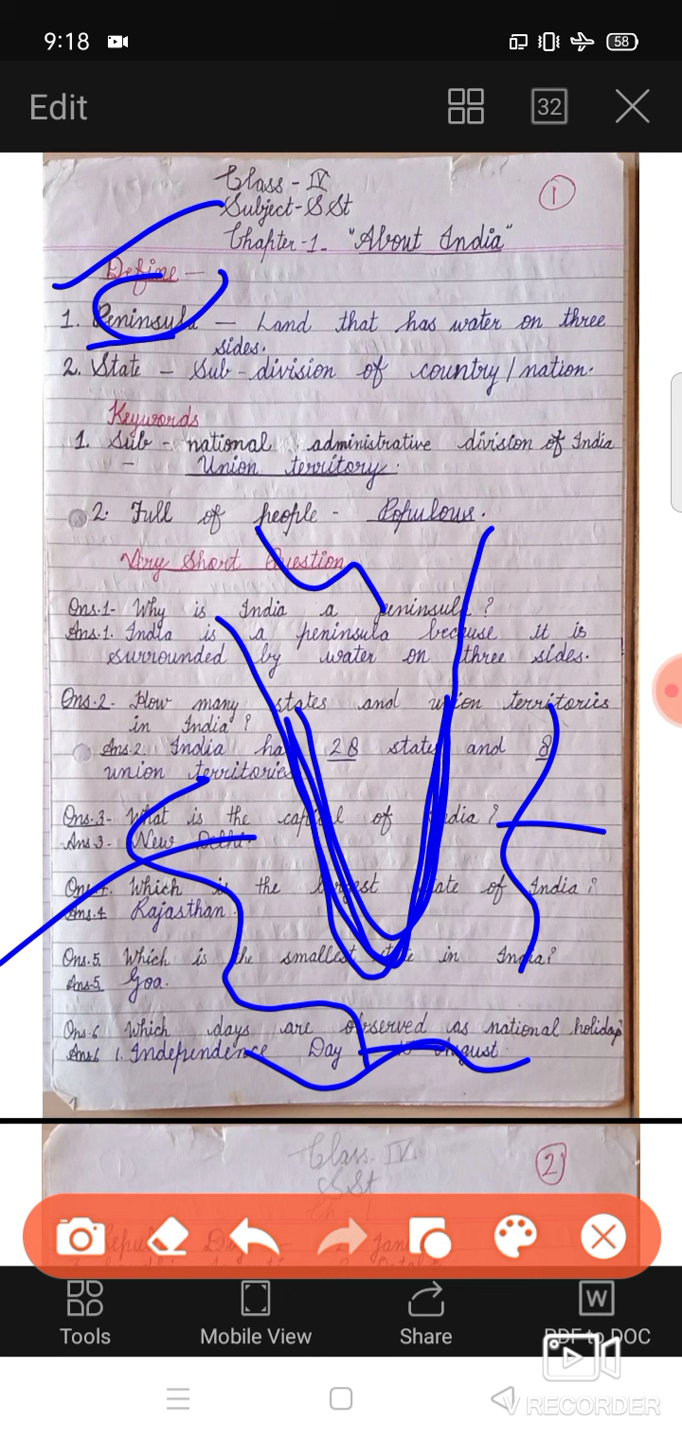 9:18
58
Edit
32
Class - IV
Subject - S.St
Chapter - 1 - "About India"
1
Define -
1. Peninsula - Land that has water on three
sides.
2. State - Sub-division of country/nation.
Keywords
1. Sub - national administrative division of India
- Union territory.
2. Full of people - Populous.
Very Short Question
Qns.1- Why is India a peninsula?
Ans.1. India is a peninsula because it is
surrounded by water on three sides.
Qns.2- How many states and union territories
in India?
Ans.2. India has 28 states and 8
union territories
Qns.3- What is the capital of India?
Ans 3- New Delhi.
Qns.4. Which is the largest state of India?
Ans.4 Rajasthan.
Qns.5 Which is the smallest state in India?
Ans.5 Goa.
Qns.6 Which days are observed as national holiday
Ans.6 1. Independence Day - 15 August
Class IV
2
S.St
Tools
Mobile View
Share
PDF to DOC
V RECORDER